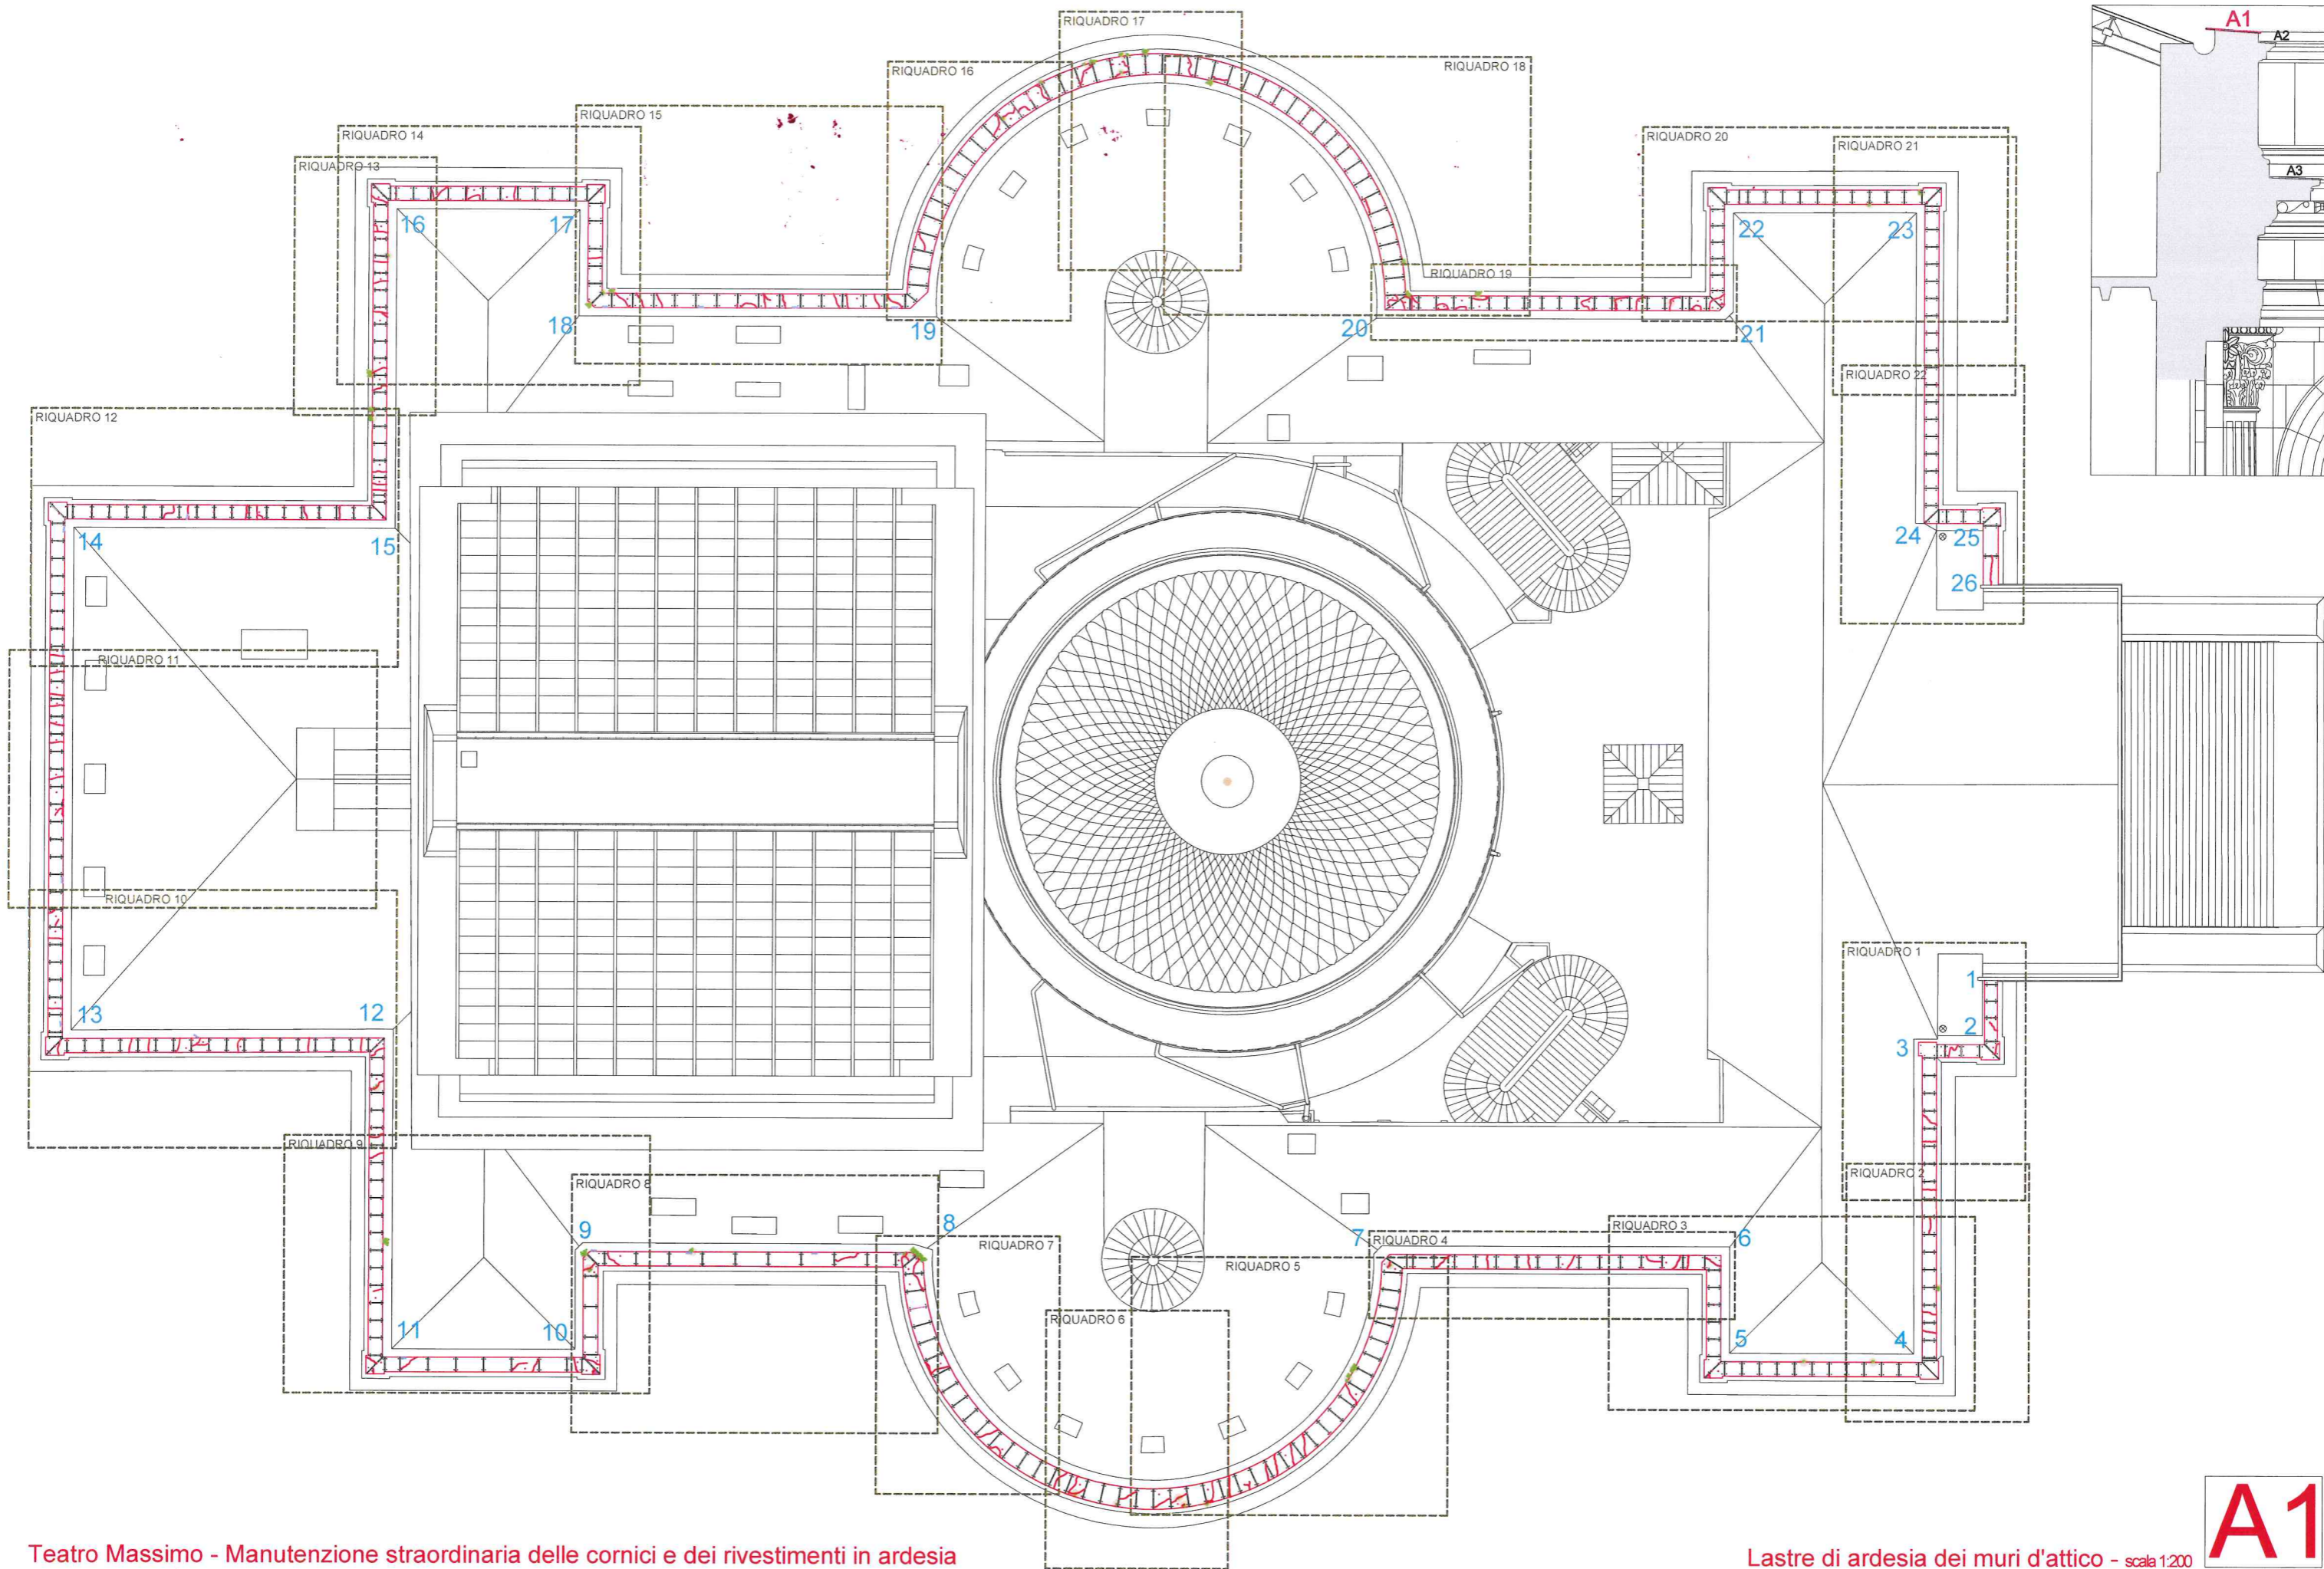 RIQUADRO 17
A1
A2
RIQUADRO 16
RIQUADRO 18
RIQUADRO 15
RIQUADRO 14
RIQUADRO 20
RIQUADRO 21
RIQUADRO 13
A3
16
17
22
23
RIQUADRO 19
18
19
20
21
RIQUADRO 22
RIQUADRO 12
14
15
24
25
26
RIQUADRO 11
RIQUADRO 10
RIQUADRO 1
1
13
12
2
3
RIQUADRO 9
RIQUADRO 2
RIQUADRO 8
9
8
7
RIQUADRO 3
6
RIQUADRO 7
RIQUADRO 4
RIQUADRO 5
RIQUADRO 6
11
10
5
4
A1
Teatro Massimo - Manutenzione straordinaria delle cornici e dei rivestimenti in ardesia
Lastre di ardesia dei muri d'attico - scala 1:200